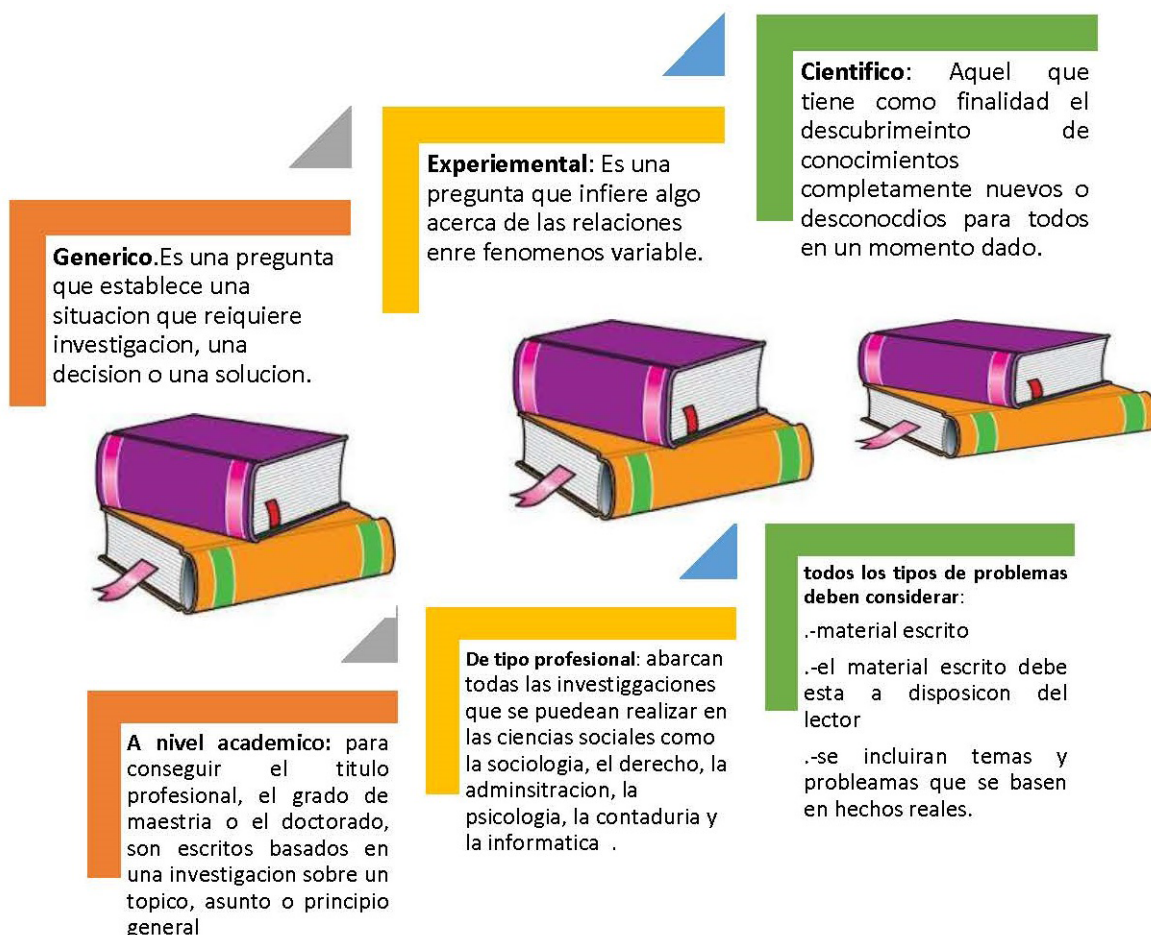 Generico.Es una pregunta
que establece una
situacion que reiquiere
investigacion, una
decision o una solucion.
Experiemental: Es una
pregunta que infiere algo
acerca de las relaciones
enre fenomenos variable.
Cientifico: Aquel que
tiene como finalidad el
descubrimeinto de
conocimientos
completamente nuevos o
desconocdios para todos
en un momento dado.
A nivel academico: para
conseguir el titulo
profesional, el grado de
maestria o el doctorado,
son escritos basados en
una investigacion sobre un
topico, asunto o principio
general
De tipo profesional: abarcan
todas las investiggaciones
que se puedean realizar en
las ciencias sociales como
la sociologia, el derecho, la
adminsitracion, la
psicologia, la contaduria y
la informatica .
todos los tipos de problemas
deben considerar:
.-material escrito
.-el material escrito debe
esta a disposicon del
lector
.-se incluiran temas y
probleamas que se basen
en hechos reales.